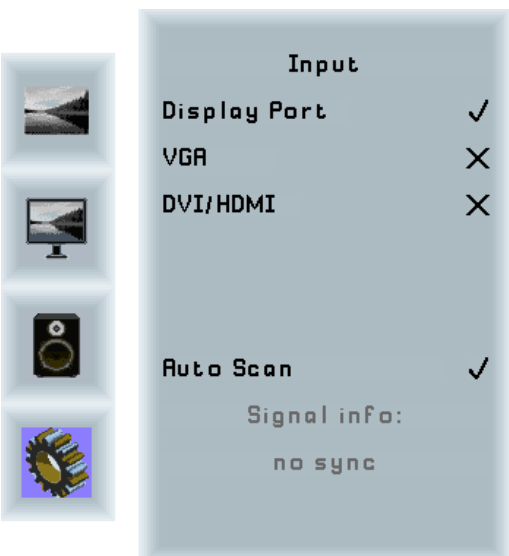 Input
Display Port ✓
VGA X
DVI/HDMI X
Auto Scan ✓
Signal info:
no sync